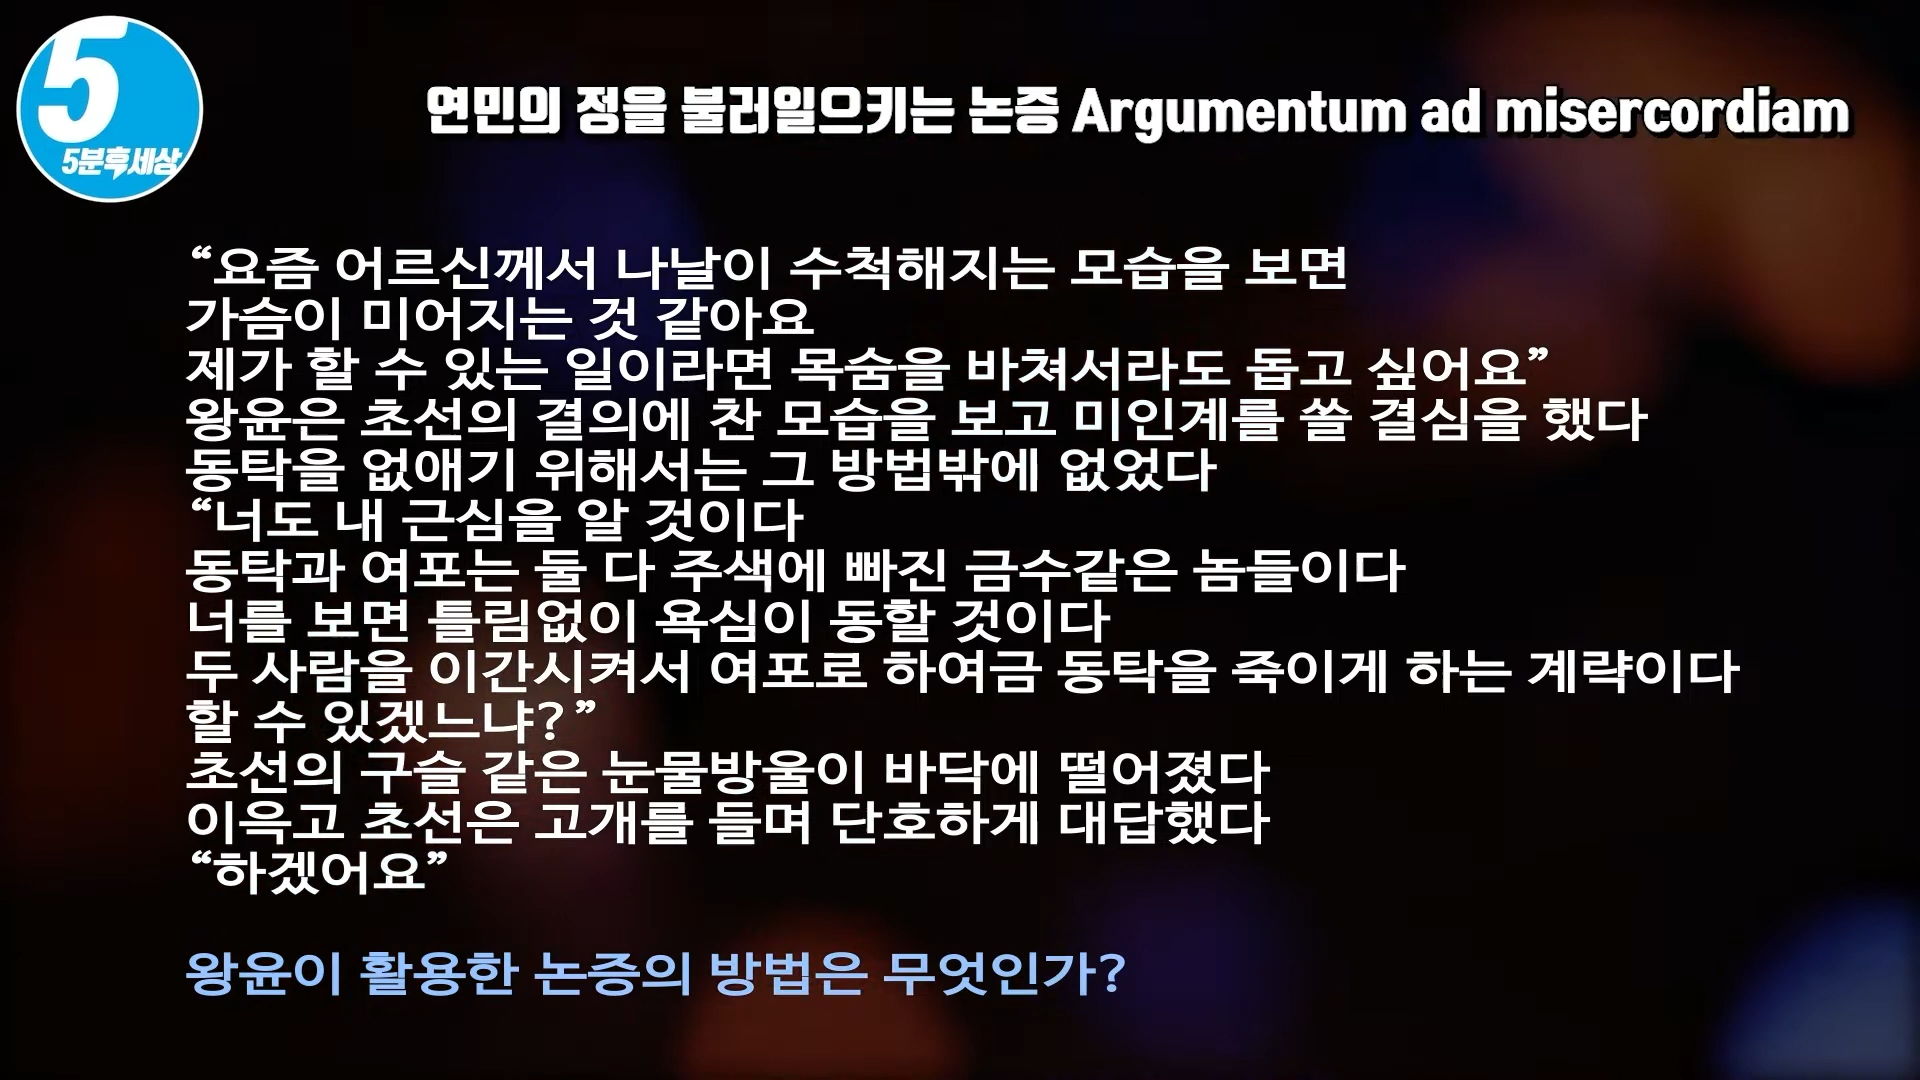 5
5분후세상
연민의 정을 불러일으키는 논증 Argumentum ad misercordiam
“요즘 어르신께서 나날이 수척해지는 모습을 보면
가슴이 미어지는 것 같아요
제가 할 수 있는 일이라면 목숨을 바쳐서라도 돕고 싶어요”
왕윤은 초선의 결의에 찬 모습을 보고 미인계를 쓸 결심을 했다
동탁을 없애기 위해서는 그 방법밖에 없었다
“너도 내 근심을 알 것이다
동탁과 여포는 둘 다 주색에 빠진 금수같은 놈들이다
너를 보면 틀림없이 욕심이 동할 것이다
두 사람을 이간시켜서 여포로 하여금 동탁을 죽이게 하는 계략이다
할 수 있겠느냐?”
초선의 구슬 같은 눈물방울이 바닥에 떨어졌다
이윽고 초선은 고개를 들며 단호하게 대답했다
“하겠어요”
왕윤이 활용한 논증의 방법은 무엇인가?